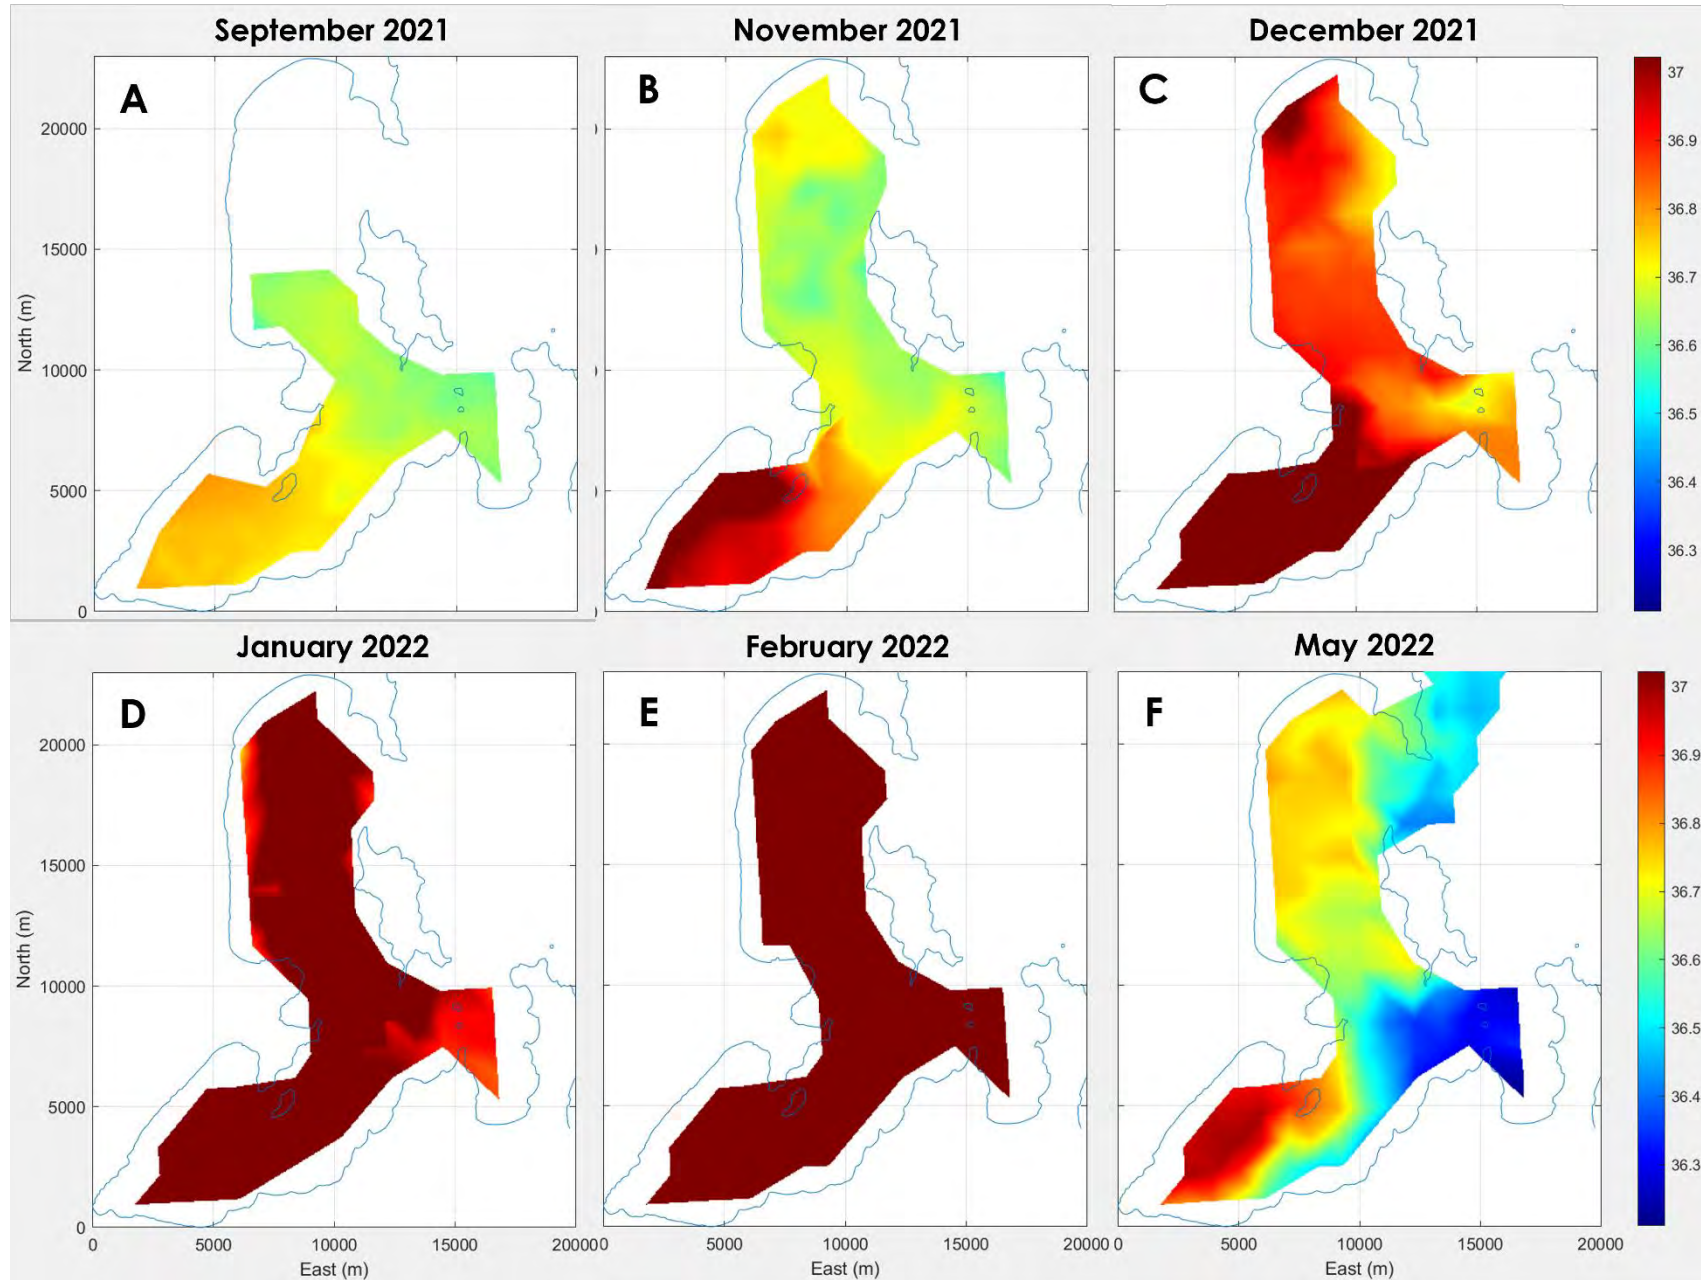 September 2021
November 2021
December 2021
A
B
C
North (m)
20000
15000
10000
5000
0
37
36.9
36.8
36.7
36.6
36.5
36.4
36.3
January 2022
February 2022
May 2022
D
E
F
North (m)
20000
15000
10000
5000
0
0 5000 10000 15000 20000
East (m)
0 5000 10000 15000 20000
East (m)
0 5000 10000 15000 20000
East (m)
37
36.9
36.8
36.7
36.6
36.5
36.4
36.3